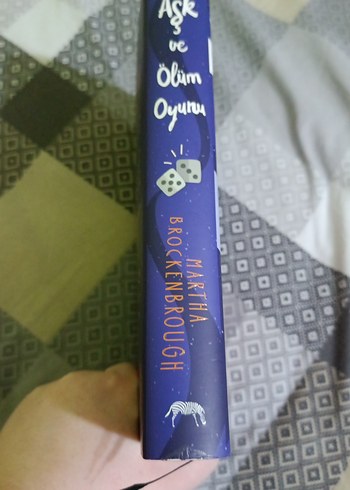 Aşk
ve
Ölüm
Oyunu
MARTHA
BROCKENBROUGH